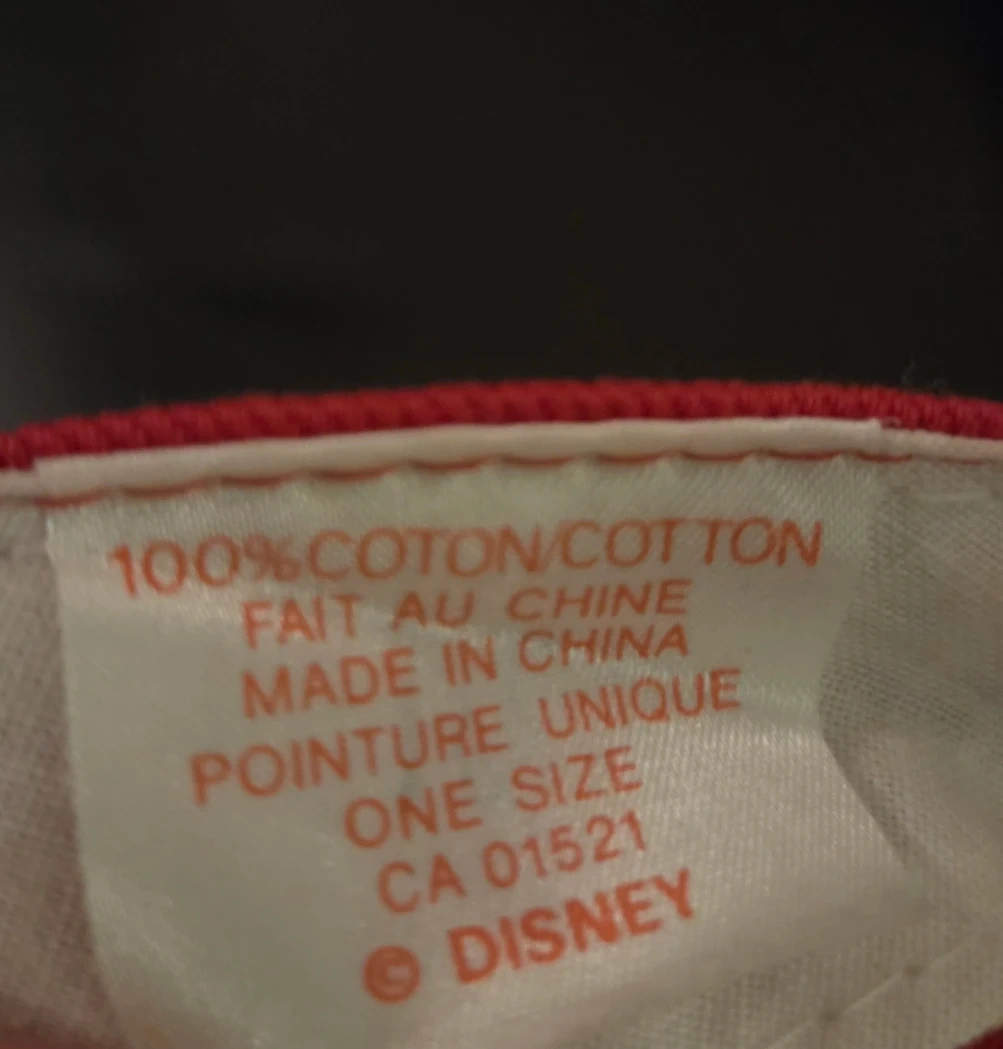 100%COTON/COTTON
FAIT AU CHINE
MADE IN CHINA
POINTURE UNIQUE
ONE SIZE
CA 01521
© DISNEY